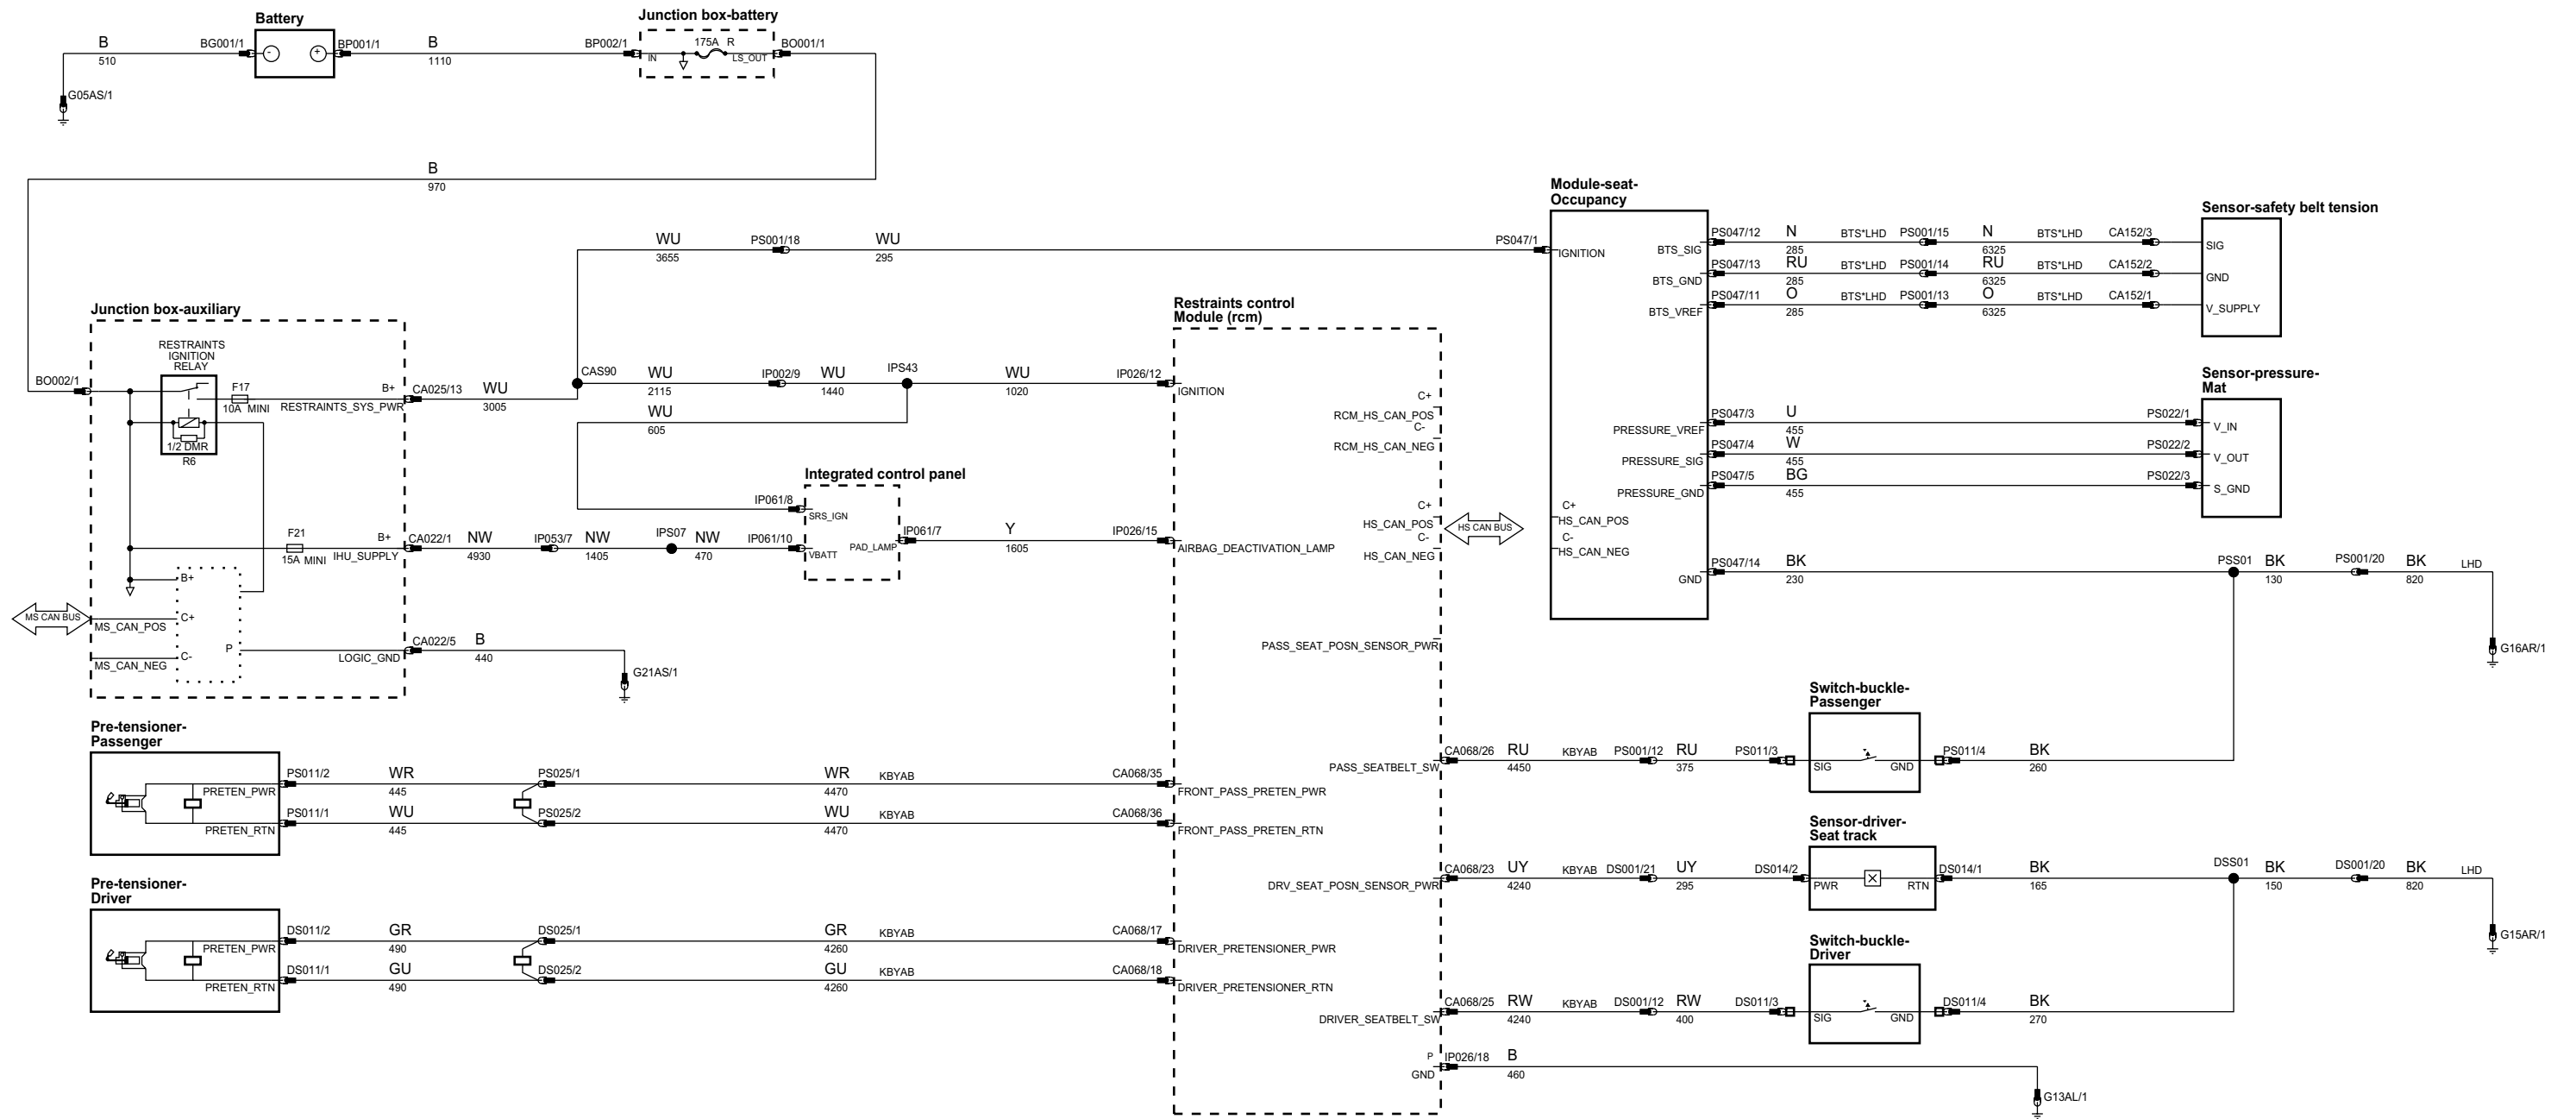 Battery
Junction box-battery
B
510
BG001/1
-
+
BP001/1
B
1110
BP002/1
175A R
IN
LS_OUT
BO001/1
G05AS/1
B
970
Module-seat-
Occupancy
Sensor-safety belt tension
WU
3655
PS001/18
WU
295
PS047/1
IGNITION
BTS_SIG
PS047/12
N
285
BTS*LHD
PS001/15
N
6325
BTS*LHD
CA152/3
SIG
BTS_GND
PS047/13
RU
285
BTS*LHD
PS001/14
RU
6325
BTS*LHD
CA152/2
GND
BTS_VREF
PS047/11
O
285
BTS*LHD
PS001/13
O
6325
BTS*LHD
CA152/1
V_SUPPLY
Junction box-auxiliary
RESTRAINTS
IGNITION
RELAY
BO002/1
F17
10A MINI
B+
RESTRAINTS_SYS_PWR
CA025/13
WU
3005
1/2 DMR
R6
CAS90
WU
2115
IP002/9
WU
1440
IPS43
WU
1020
IP026/12
WU
605
Restraints control
Module (rcm)
IGNITION
C+
RCM_HS_CAN_POS
C-
RCM_HS_CAN_NEG
Sensor-pressure-
Mat
PRESSURE_VREF
PS047/3
U
455
PS022/1
V_IN
PRESSURE_SIG
PS047/4
W
455
PS022/2
V_OUT
PRESSURE_GND
PS047/5
BG
455
PS022/3
S_GND
Integrated control panel
IP061/8
SRS_IGN
F21
15A MINI
B+
IHU_SUPPLY
CA022/1
NW
4930
IP053/7
NW
1405
IPS07
NW
470
IP061/10
VBATT
PAD_LAMP
IP061/7
Y
1605
IP026/15
AIRBAG_DEACTIVATION_LAMP
C+
HS_CAN_POS
C-
HS_CAN_NEG
HS CAN BUS
C+
HS_CAN_POS
C-
HS_CAN_NEG
GND
PS047/14
BK
230
PSS01
BK
130
PS001/20
BK
820
LHD
G16AR/1
B+
MS CAN BUS
MS_CAN_POS
C+
MS_CAN_NEG
C-
P
LOGIC_GND
CA022/5
B
440
G21AS/1
PASS_SEAT_POSN_SENSOR_PWR
Pre-tensioner-
Passenger
PRETEN_PWR
PS011/2
WR
445
PS025/1
WR
4470
KBYAB
CA068/35
FRONT_PASS_PRETEN_PWR
PRETEN_RTN
PS011/1
WU
445
PS025/2
WU
4470
KBYAB
CA068/36
FRONT_PASS_PRETEN_RTN
Switch-buckle-
Passenger
PASS_SEATBELT_SW
CA068/26
RU
4450
KBYAB
PS001/12
RU
375
PS011/3
SIG
GND
PS011/4
BK
260
Sensor-driver-
Seat track
DRV_SEAT_POSN_SENSOR_PWR
CA068/23
UY
4240
KBYAB
DS001/21
UY
295
DS014/2
PWR
RTN
DS014/1
BK
165
DSS01
BK
150
DS001/20
BK
820
LHD
G15AR/1
Pre-tensioner-
Driver
PRETEN_PWR
DS011/2
GR
490
DS025/1
GR
4260
KBYAB
CA068/17
DRIVER_PRETENSIONER_PWR
PRETEN_RTN
DS011/1
GU
490
DS025/2
GU
4260
KBYAB
CA068/18
DRIVER_PRETENSIONER_RTN
Switch-buckle-
Driver
DRIVER_SEATBELT_SW
CA068/25
RW
4240
KBYAB
DS001/12
RW
400
DS011/3
SIG
GND
DS011/4
BK
270
P
GND
IP026/18
B
460
G13AL/1